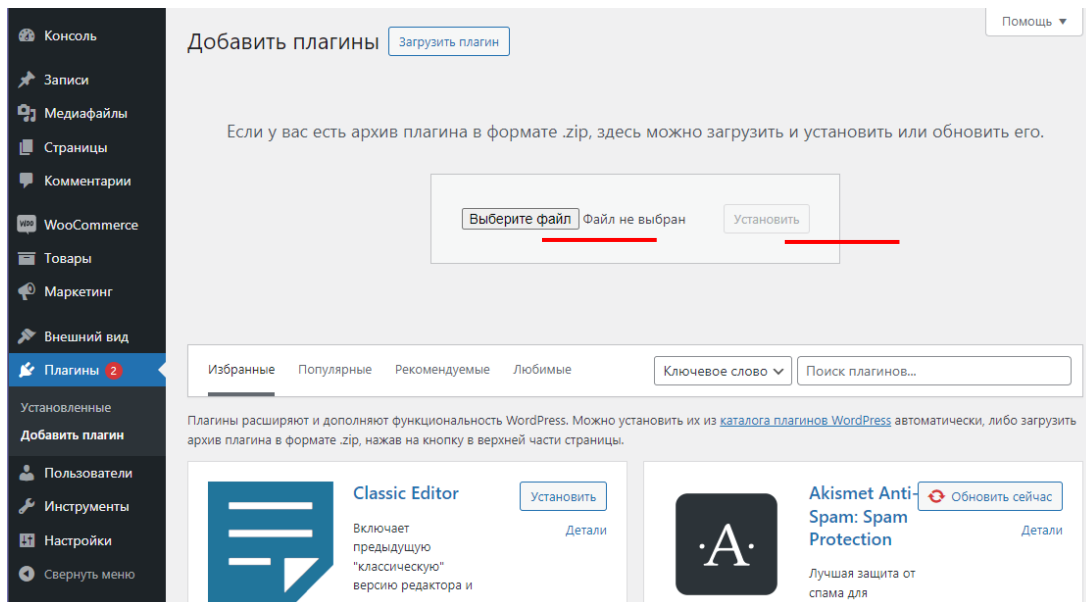 Консоль
Записи
Медиафайлы
Страницы
Комментарии
WooCommerce
Товары
Маркетинг
Внешний вид
Плагины 2
Установленные
Добавить плагин
Пользователи
Инструменты
Настройки
Свернуть меню
Помощь
Добавить плагины Загрузить плагин
Если у вас есть архив плагина в формате .zip, здесь можно загрузить и установить или обновить его.
Выберите файл Файл не выбран Установить
Избранные Популярные Рекомендуемые Любимые Ключевое слово Поиск плагинов...
Плагины расширяют и дополняют функциональность WordPress. Можно установить их из каталога плагинов WordPress автоматически, либо загрузить
архив плагина в формате .zip, нажав на кнопку в верхней части страницы.
Classic Editor
Установить
Детали
Включает
предыдущую
"классическую"
версию редактора и
·A·
Akismet Anti-
Spam: Spam
Protection
Обновить сейчас
Детали
Лучшая защита от
спама для